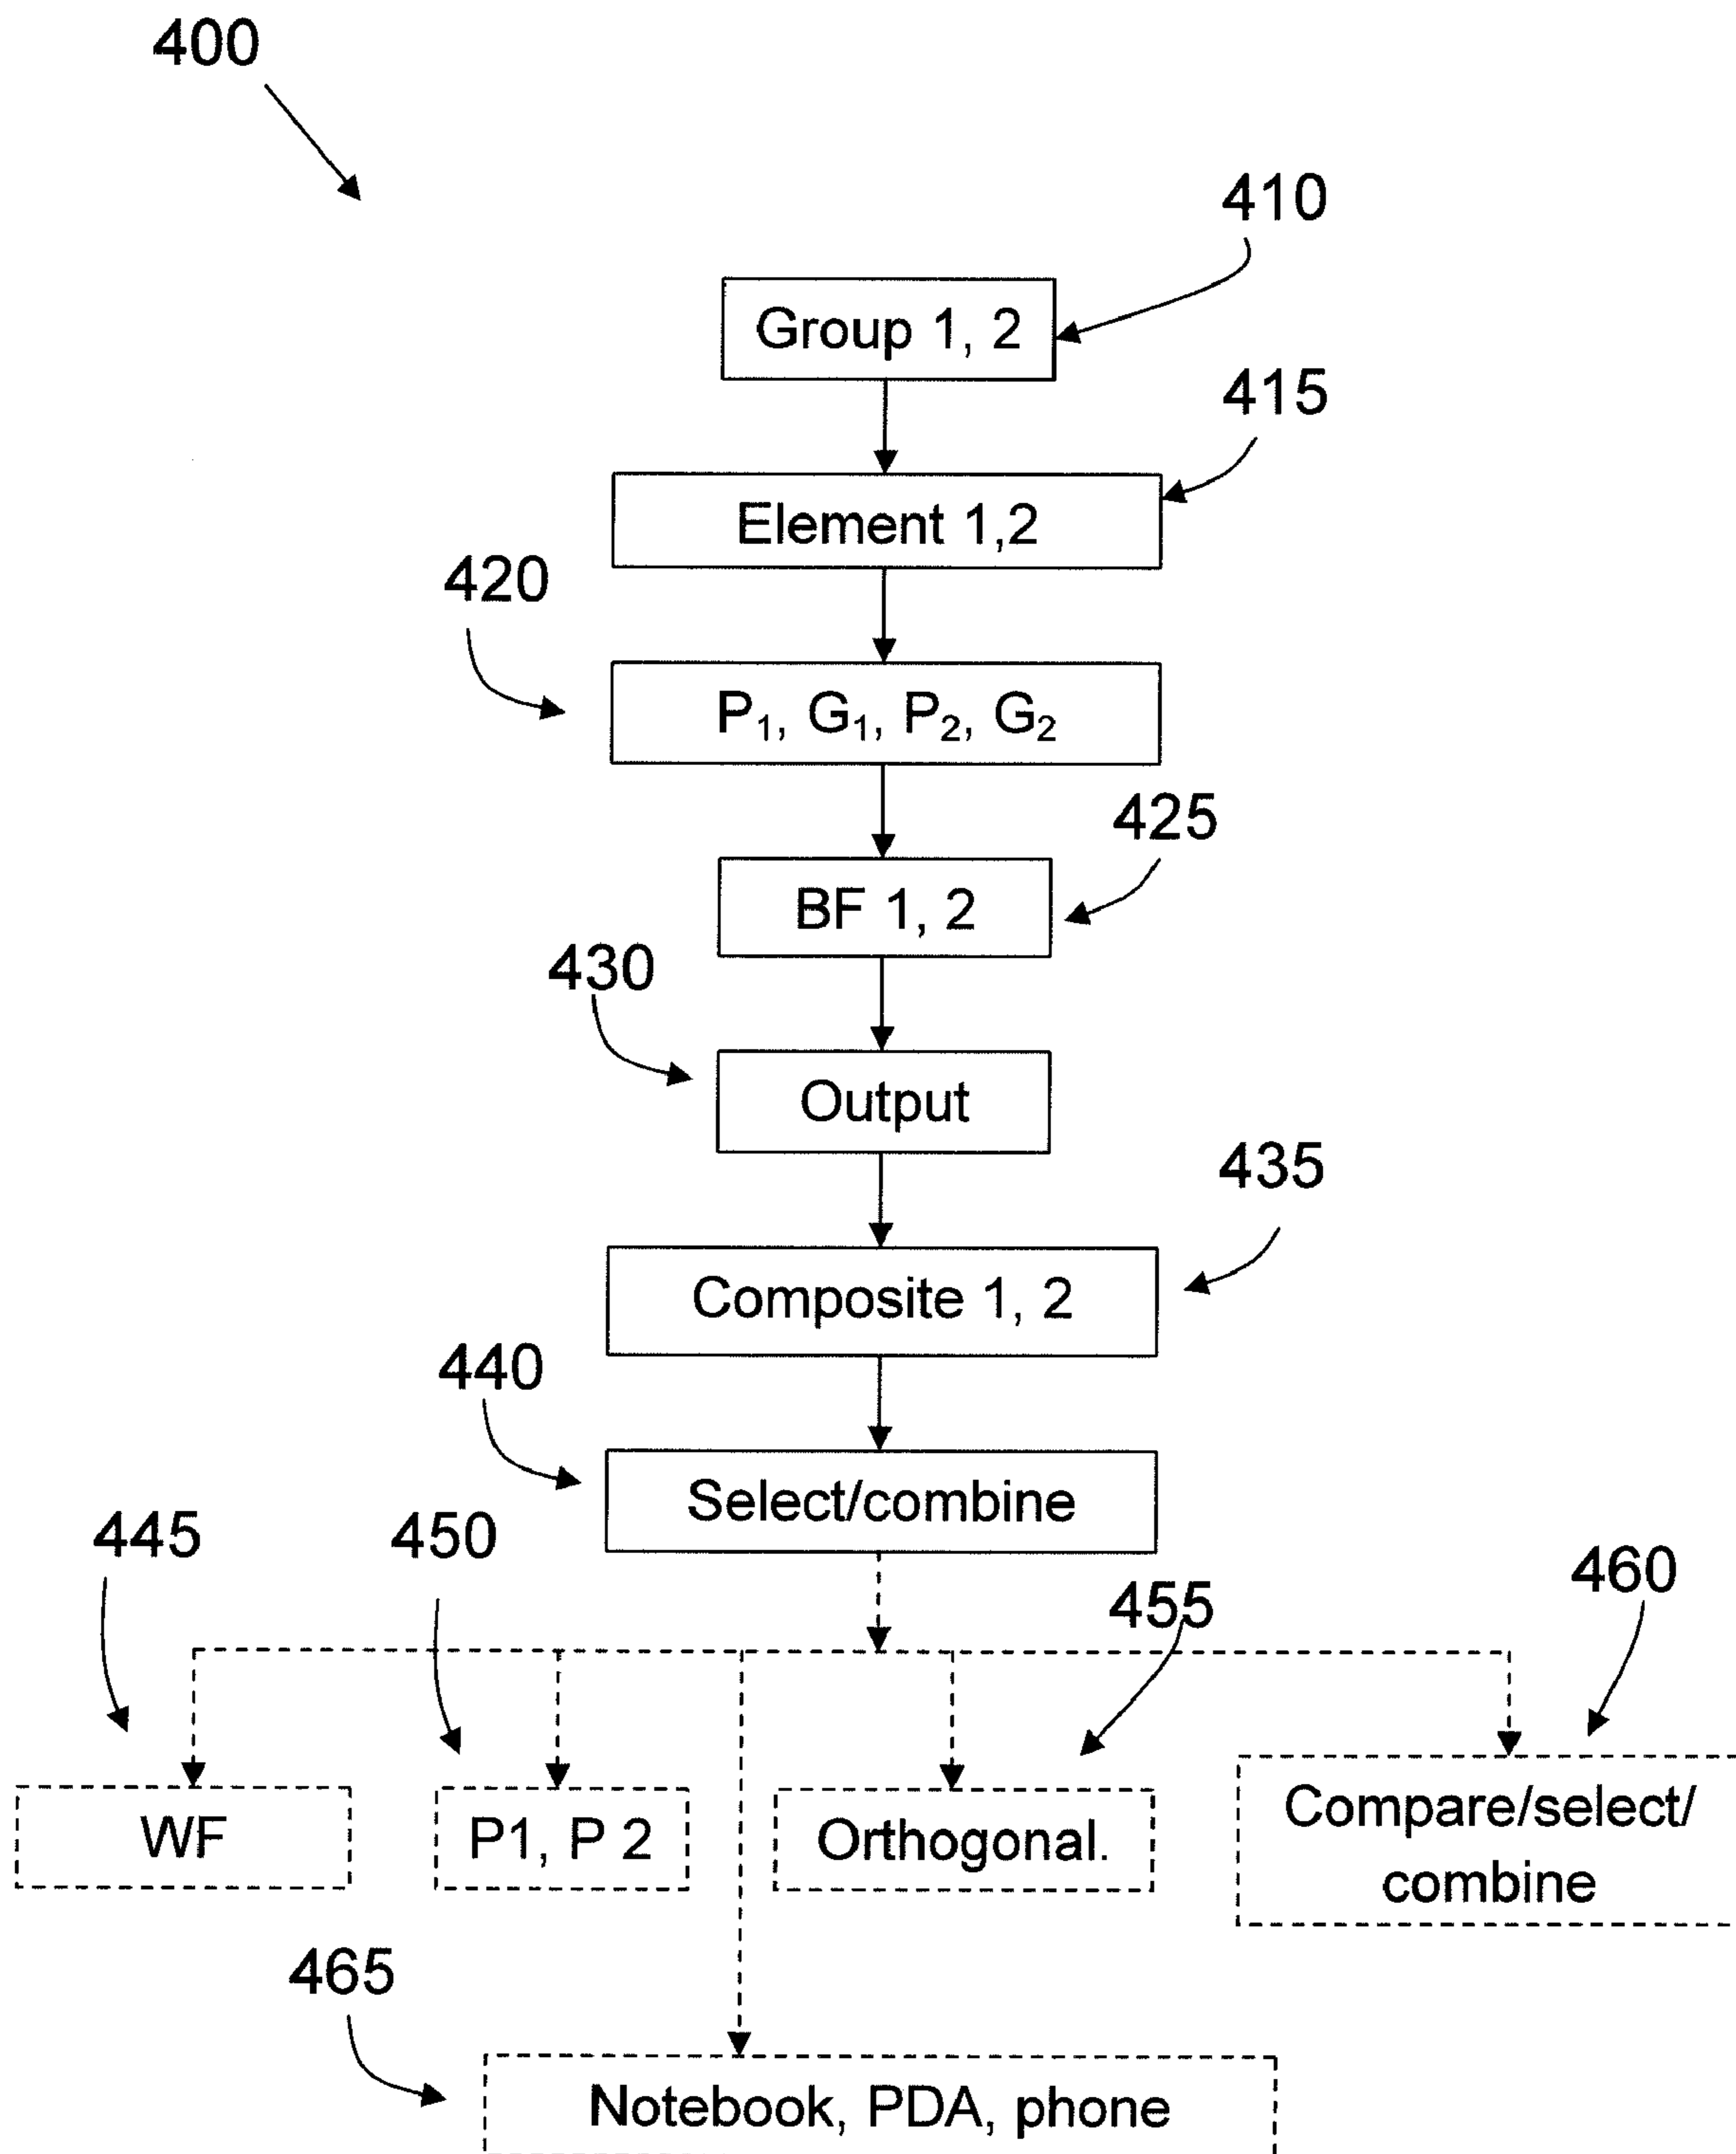 400
410
Group 1, 2
415
Element 1,2
420
P₁, G₁, P₂, G₂
425
BF 1, 2
430
Output
435
Composite 1, 2
440
Select/combine
445
450
455
460
WF
P1, P 2
Orthogonal.
Compare/select/
combine
465
Notebook, PDA, phone